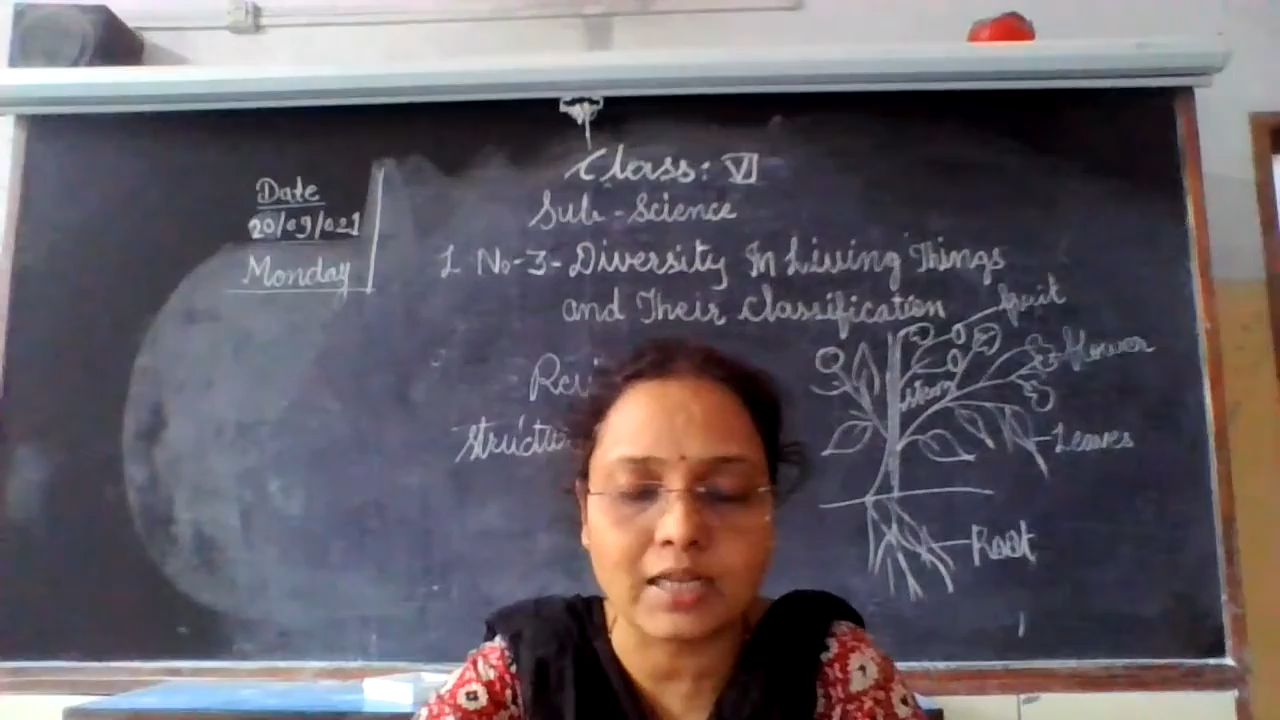 Date
20/09/021
Monday
Class: VI
Sub - Science
L No-3- Diversity In Living Things
and Their Classification
fruit
flower
stem
Leaves
Root